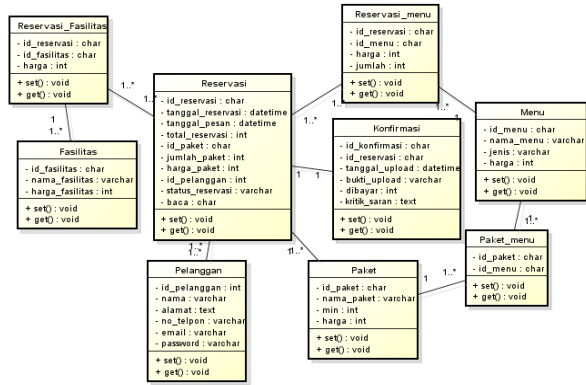 Reservasi_Fasilitas
- id_reservasi : char
- id_fasilitas : char
- harga : int
+ set() : void
+ get() : void
Reservasi_menu
- id_reservasi : char
- id_menu : char
- harga : int
- jumlah : int
+ set() : void
+ get() : void
1..*
1..*
1..*
1..*
1..*
1
Reservasi
- id_reservasi : char
- tanggal_reservasi : datetime
- tanggal_pesan : datetime
- total_reservasi : int
- id_paket : char
- jumlah_paket : int
- harga_paket : int
- id_pelanggan : int
- status_reservasi : varchar
- baca : char
+ set() : void
+ get() : void
Menu
- id_menu : char
- nama_menu : varchar
- jenis : varchar
- harga : int
+ set() : void
+ get() : void
1
1..*
Fasilitas
- id_fasilitas : char
- nama_fasilitas : varchar
- harga_fasilitas : int
+ set() : void
+ get() : void
Konfirmasi
- id_konfirmasi : char
- id_reservasi : char
- tanggal_upload : datetime
- bukti_upload : varchar
- dibayar : int
- kritik_saran : text
1
1
Paket_menu
- id_paket : char
- id_menu : char
+ set() : void
+ get() : void
1..*
Pelanggan
- id_pelanggan : int
- nama : varchar
- alamat : text
- no_telpon : varchar
- email : varchar
- password : varchar
+ set() : void
+ get() : void
1..*
Paket
- id_paket : char
- nama_paket : varchar
- min : int
- harga : int
+ set() : void
+ get() : void
1
1..*